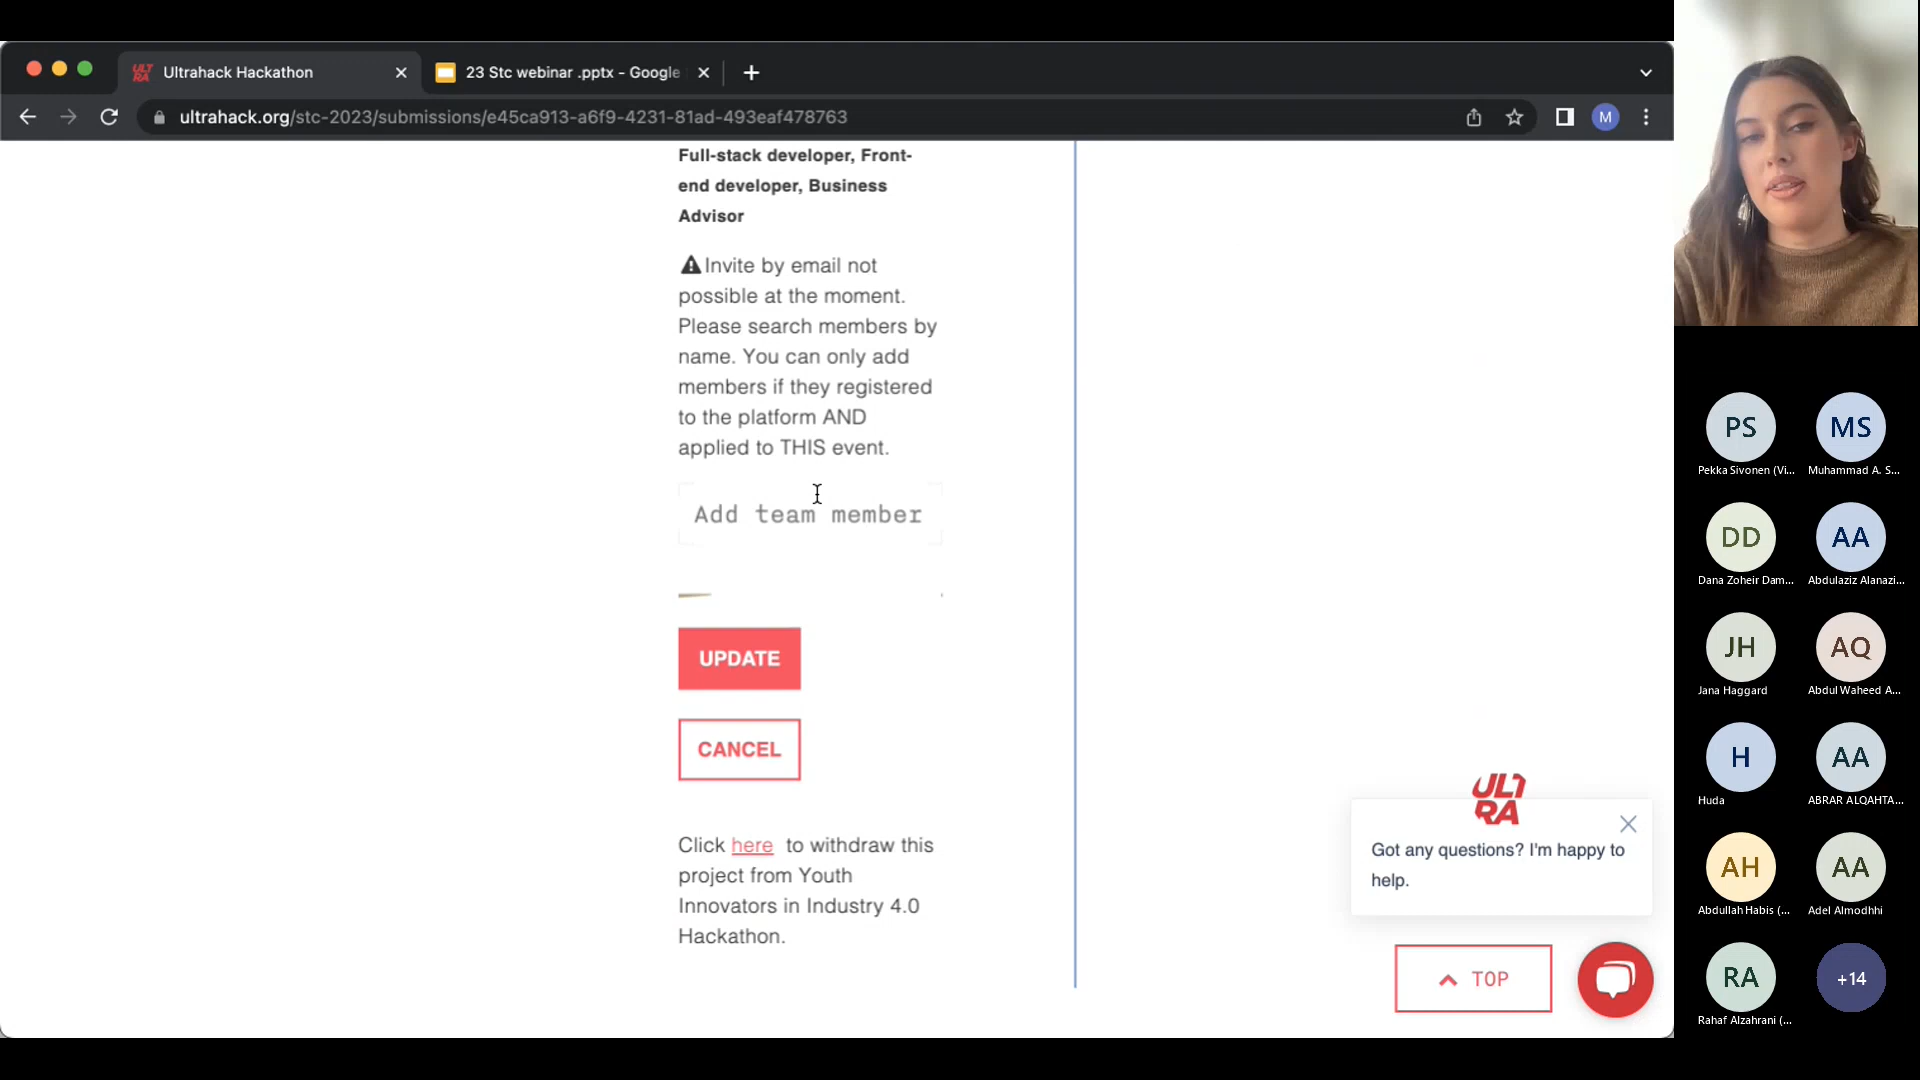 Ultrahack Hackathon
23 Stc webinar .pptx - Google
ultrahack.org/stc-2023/submissions/e45ca913-a6f9-4231-81ad-493eaf478763
M
Full-stack developer, Front-
end developer, Business
Advisor
Invite by email not
possible at the moment.
Please search members by
name. You can only add
members if they registered
to the platform AND
applied to THIS event.
Add team member
UPDATE
CANCEL
Click here to withdraw this
project from Youth
Innovators in Industry 4.0
Hackathon.
ULTRA
Got any questions? I'm happy to
help.
TOP
PS
Pekka Sivonen (Vi...
MS
Muhammad A. S...
DD
Dana Zoheir Dam...
AA
Abdulaziz Alanazi...
JH
Jana Haggard
AQ
Abdul Waheed A...
H
Huda
AA
ABRAR ALQAHTA...
AH
Abdullah Habis (...
AA
Adel Almodhhi
RA
Rahaf Alzahrani (...
+14